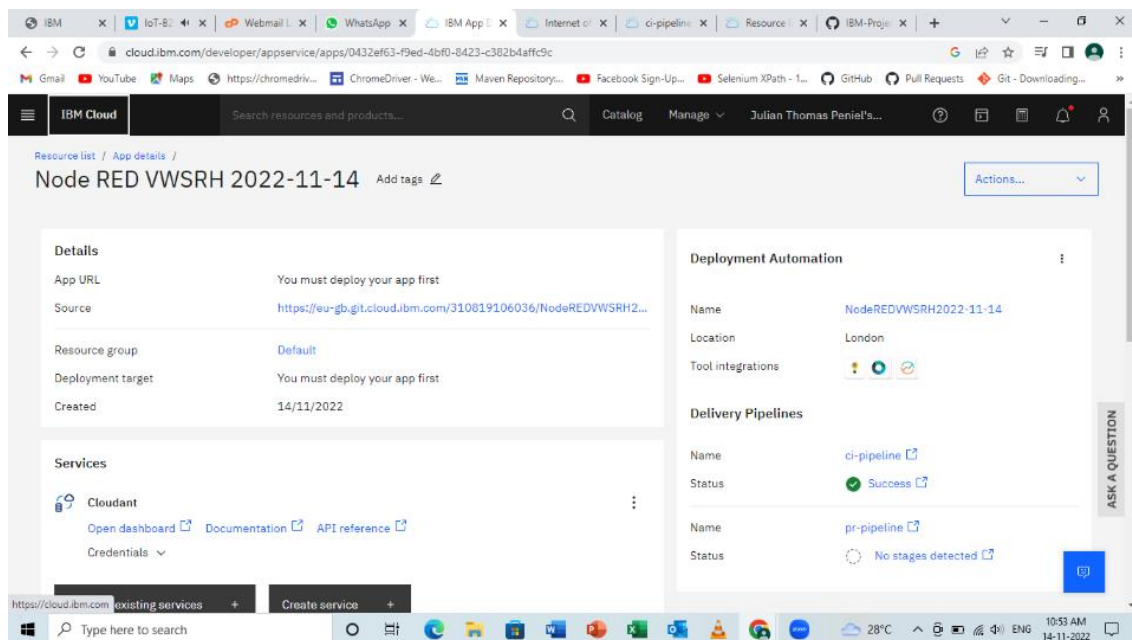 IBM
IoT-B2
Webmail L
WhatsApp
IBM App D
Internet of
ci-pipeline
Resource l
IBM-Proje
cloud.ibm.com/developer/appservice/apps/0432ef63-f9ed-4bf0-8423-c382b4affc9c
Gmail YouTube Maps https://chromedriv... ChromeDriver - We... Maven Repository:... Facebook Sign-Up... Selenium XPath - 1... GitHub Pull Requests Git - Downloading... »
IBM Cloud Search resources and products... Catalog Manage Julian Thomas Peniel's...
Resource list / App details /
Node RED VWSRH 2022-11-14 Add tags
Actions...
Details
App URL You must deploy your app first
Source https://eu-gb.git.cloud.ibm.com/310819106036/NodeREDVWSRH2...
Resource group Default
Deployment target You must deploy your app first
Created 14/11/2022
Services
Cloudant
Open dashboard Documentation API reference
Credentials
existing services + Create service +
https://cloud.ibm.com
Deployment Automation
Name NodeREDVWSRH2022-11-14
Location London
Tool integrations
Delivery Pipelines
Name ci-pipeline
Status Success
Name pr-pipeline
Status No stages detected
ASK A QUESTION
Type here to search
28°C ENG 10:53 AM
14-11-2022